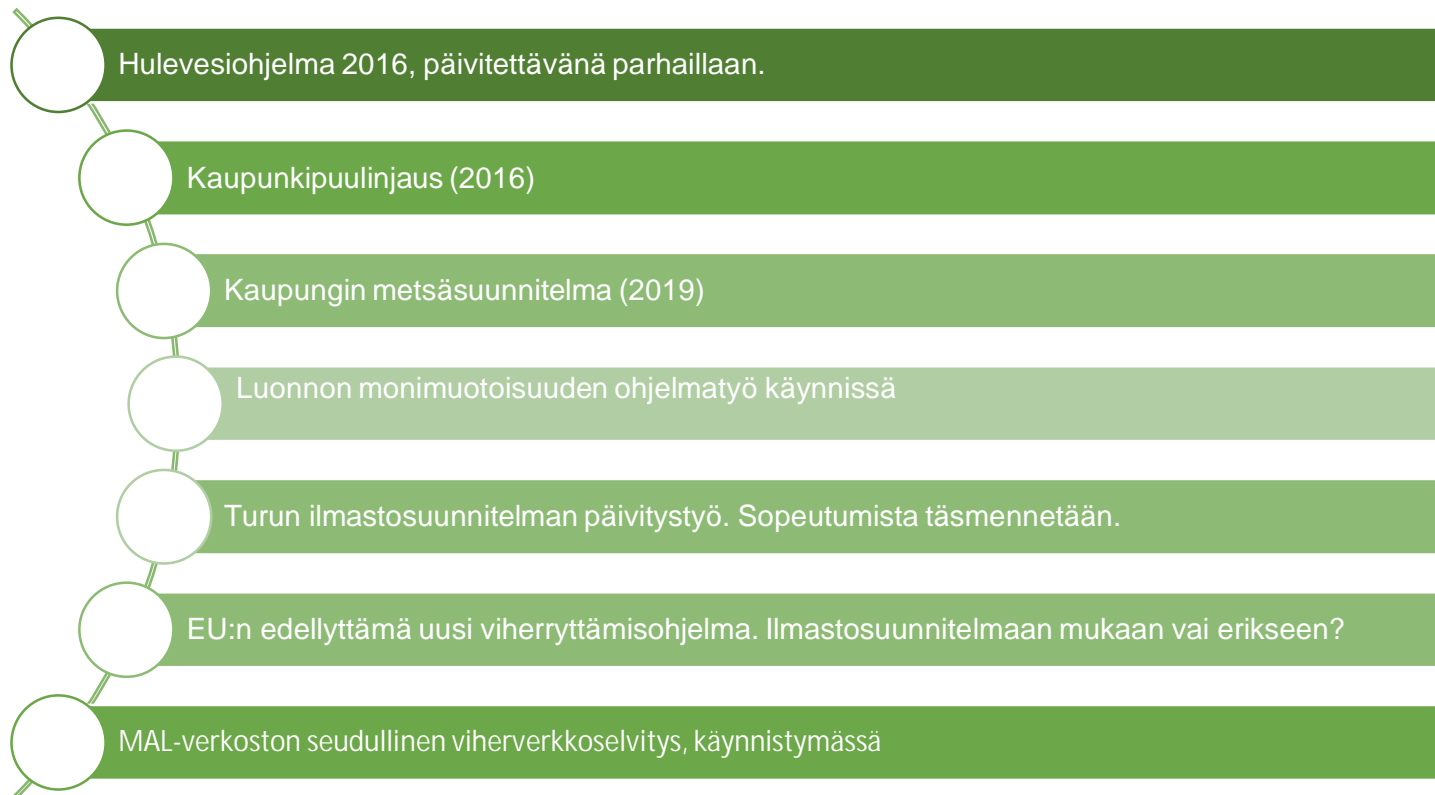 Hulevesiohjelma 2016, päivitettävänä parhaillaan.
Kaupunkipuulinjaus (2016)
Kaupungin metsäsuunnitelma (2019)
Luonnon monimuotoisuuden ohjelmatyö käynnissä
Turun ilmastosuunnitelman päivitystyö. Sopeutumista täsmennetään.
EU:n edellyttämä uusi viherryttämisohjelma. Ilmastosuunnitelmaan mukaan vai erikseen?
MAL-verkoston seudullinen viherverkkoselvitys, käynnistymässä